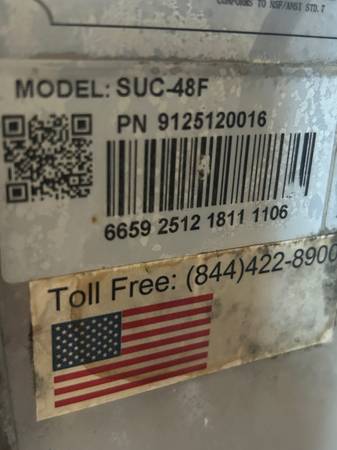 CONFORMS TO NSF/ANSI STD.7
MODEL: SUC-48F
PN 9125120016
6659 2512 1811 1106
Toll Free: (844)422-8900